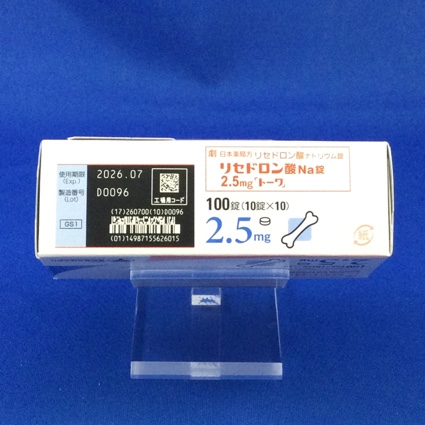 使用期限
(Exp.)
2026.07
製造番号
(Lot)
D0096
工場用コード
GS1
(17)260700(10)D0096
(01)14987155626015
劇 日本薬局方 リセドロン酸ナトリウム錠
リセドロン酸Na錠
2.5mg「トーワ」
100錠(10錠×10)
2.5mg
紙